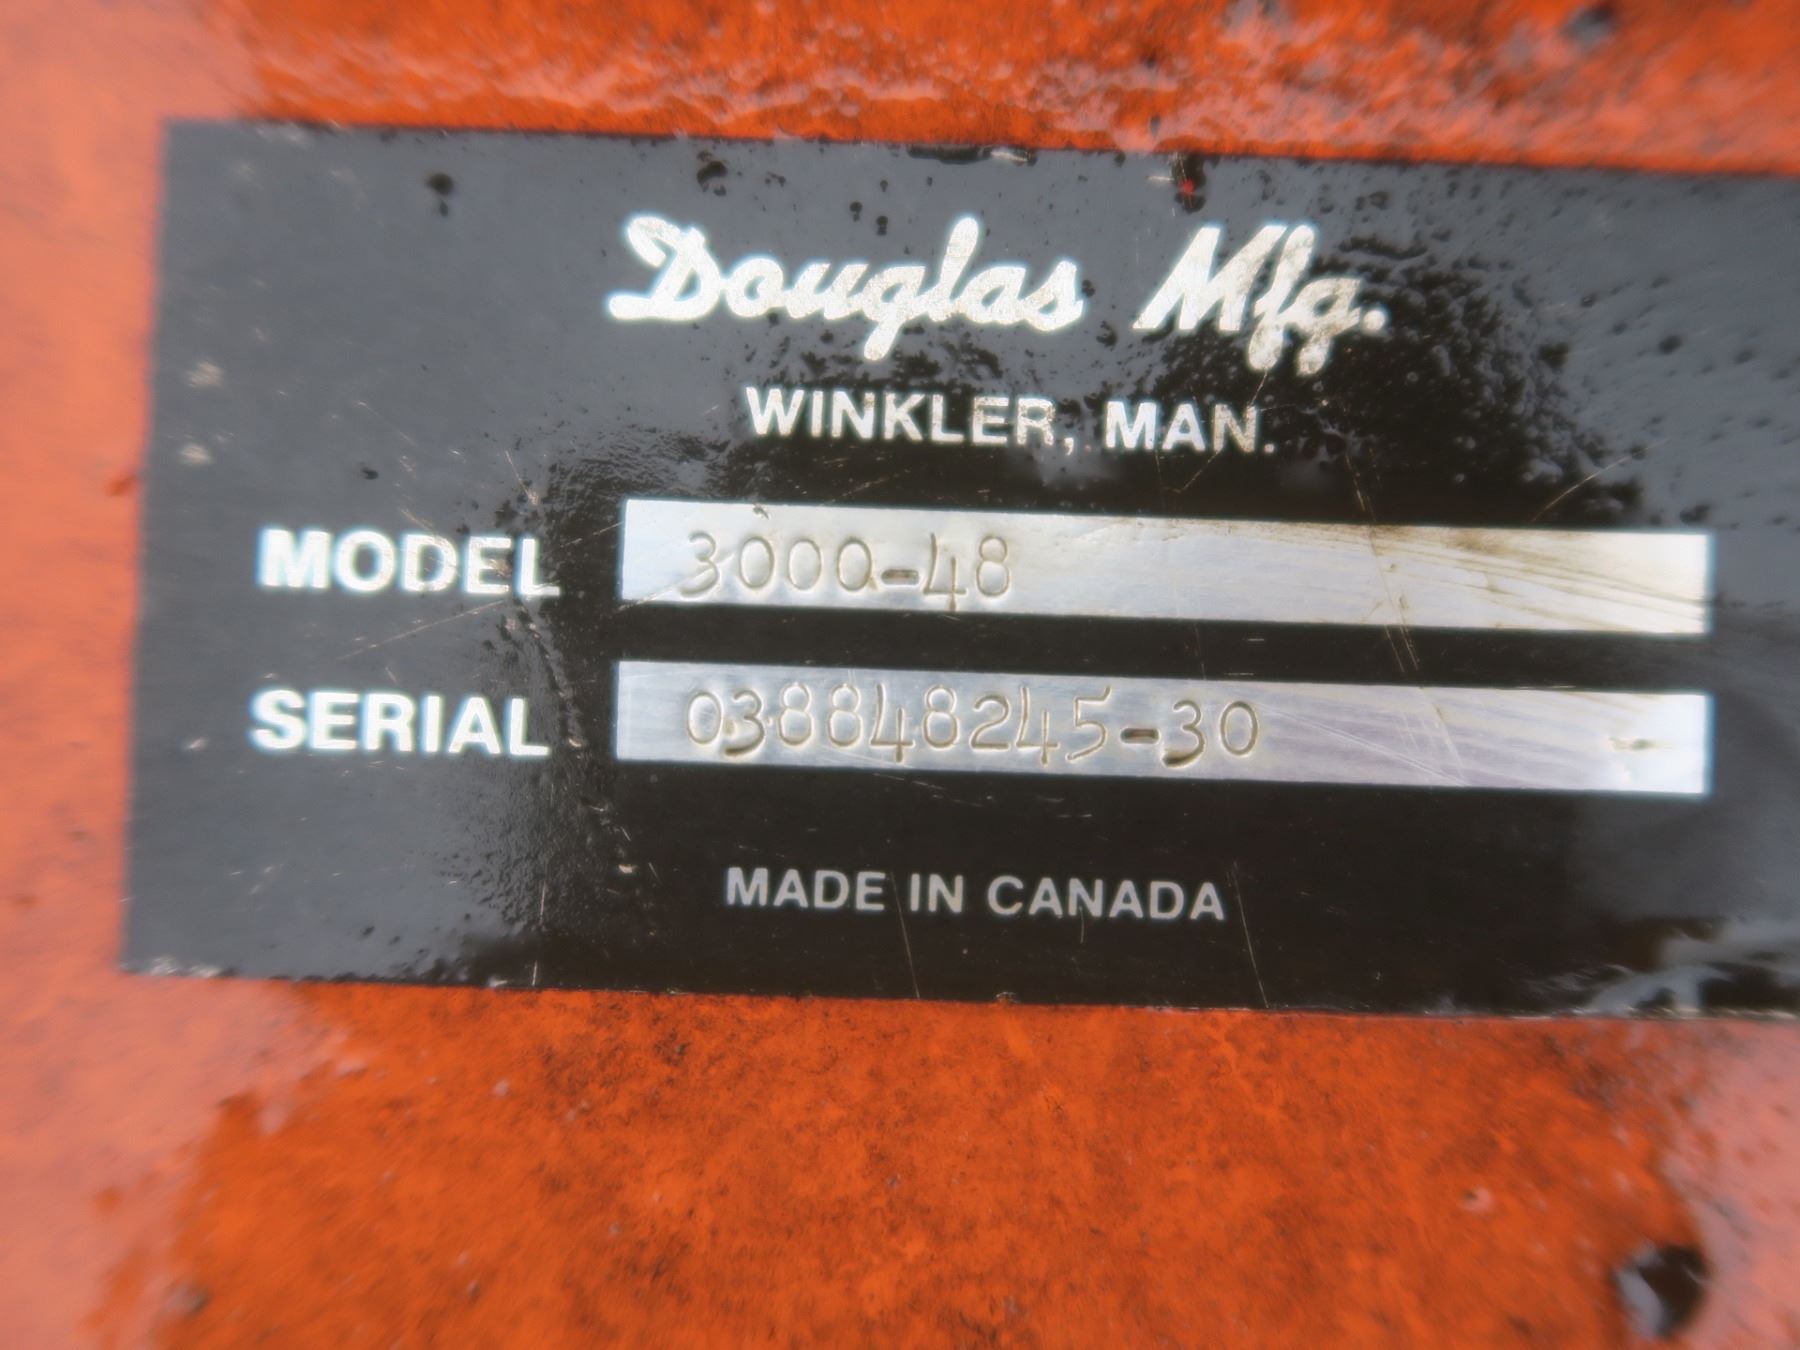 Douglas Mfg.
WINKLER, MAN.
MODEL 3000-48
SERIAL 038848245-30
MADE IN CANADA